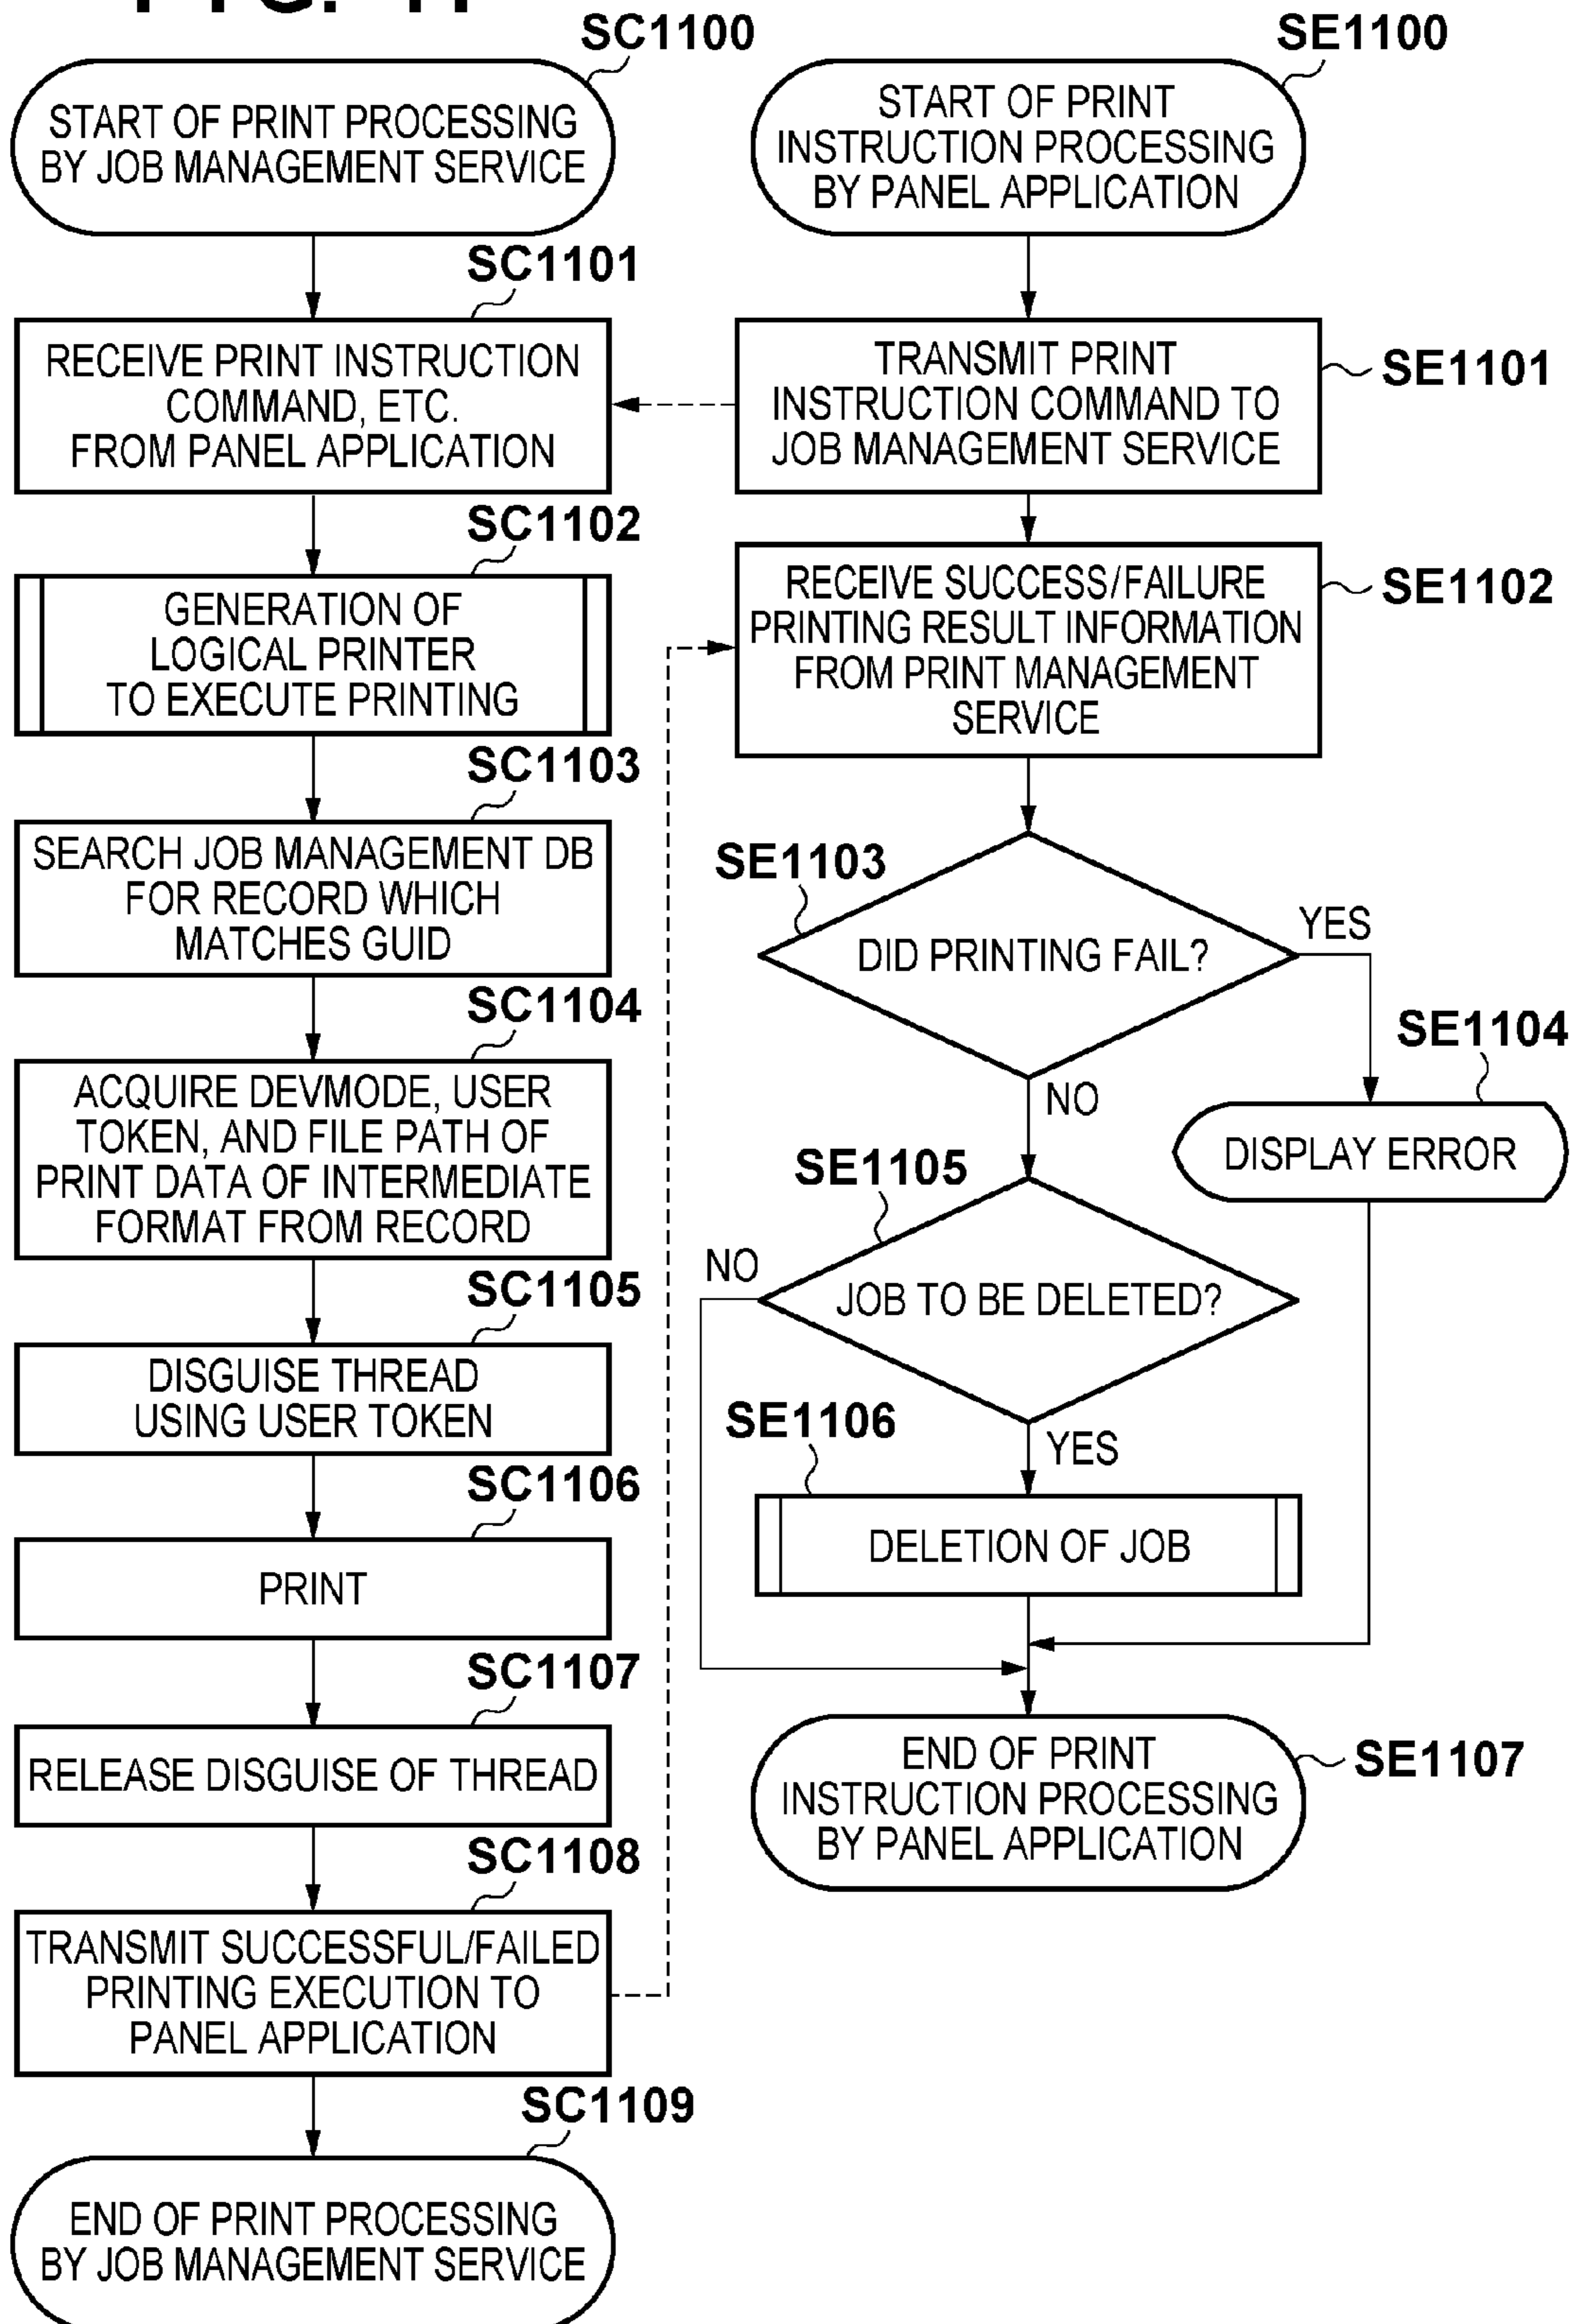 SC1100
START OF PRINT PROCESSING
BY JOB MANAGEMENT SERVICE
SC1101
RECEIVE PRINT INSTRUCTION
COMMAND, ETC.
FROM PANEL APPLICATION
SC1102
GENERATION OF
LOGICAL PRINTER
TO EXECUTE PRINTING
SC1103
SEARCH JOB MANAGEMENT DB
FOR RECORD WHICH
MATCHES GUID
SC1104
ACQUIRE DEVMODE, USER
TOKEN, AND FILE PATH OF
PRINT DATA OF INTERMEDIATE
FORMAT FROM RECORD
SC1105
DISGUISE THREAD
USING USER TOKEN
SC1106
PRINT
SC1107
RELEASE DISGUISE OF THREAD
SC1108
TRANSMIT SUCCESSFUL/FAILED
PRINTING EXECUTION TO
PANEL APPLICATION
SC1109
END OF PRINT PROCESSING
BY JOB MANAGEMENT SERVICE
SE1100
START OF PRINT
INSTRUCTION PROCESSING
BY PANEL APPLICATION
SE1101
TRANSMIT PRINT
INSTRUCTION COMMAND TO
JOB MANAGEMENT SERVICE
SE1102
RECEIVE SUCCESS/FAILURE
PRINTING RESULT INFORMATION
FROM PRINT MANAGEMENT
SERVICE
SE1103
DID PRINTING FAIL?
YES
NO
SE1104
DISPLAY ERROR
SE1105
JOB TO BE DELETED?
NO
YES
SE1106
DELETION OF JOB
SE1107
END OF PRINT
INSTRUCTION PROCESSING
BY PANEL APPLICATION